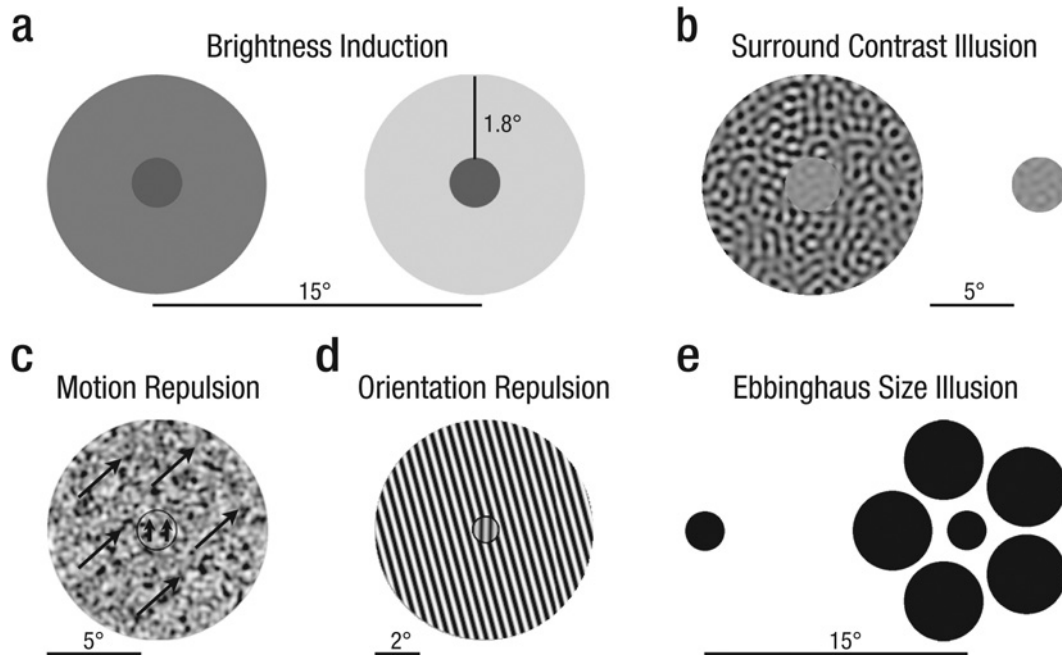 a
Brightness Induction
1.8°
15°
b
Surround Contrast Illusion
5°
c
Motion Repulsion
5°
d
Orientation Repulsion
2°
e
Ebbinghaus Size Illusion
15°